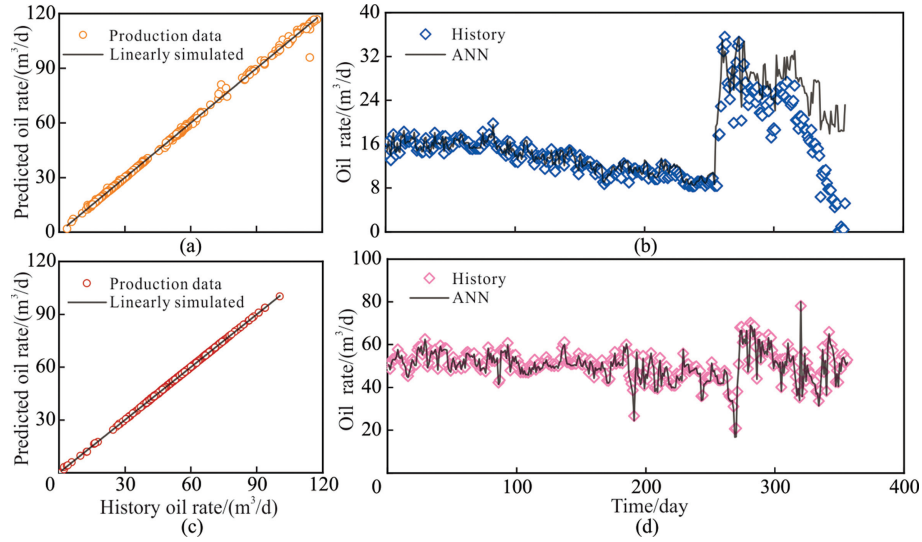 120
90
60
30
0
Predicted oil rate/(m³/d)
Production data
Linearly simulated
(a)
40
32
24
16
8
0
Oil rate/(m³/d)
History
ANN
(b)
120
90
60
30
Predicted oil rate/(m³/d)
Production data
Linearly simulated
30
60
90
120
History oil rate/(m³/d)
(c)
100
80
60
40
20
0
Oil rate/(m³/d)
History
ANN
0
100
200
300
400
Time/day
(d)